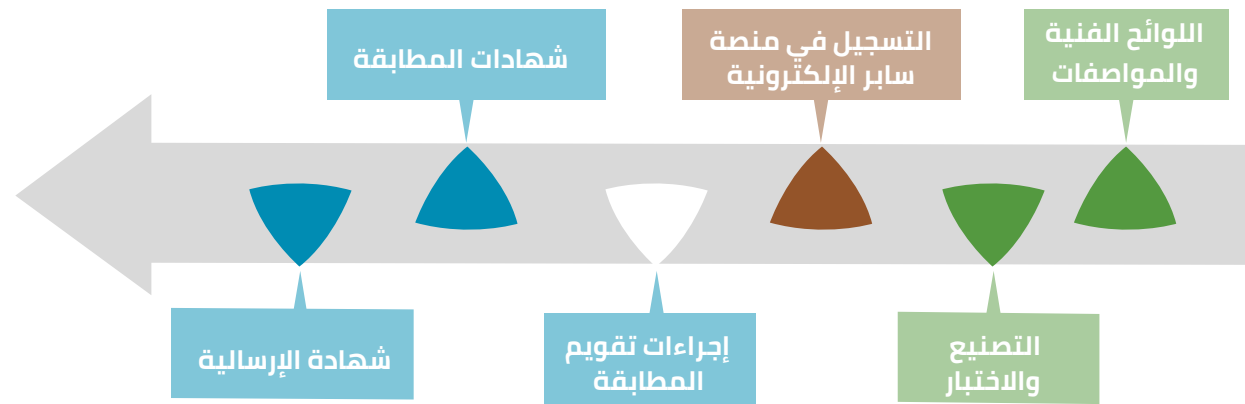 اللوائح الفنية
والمواصفات
التصنيع
والاختبار
التسجيل في منصة
سابر الإلكترونية
إجراءات تقويم
المطابقة
شهادات المطابقة
شهادة الإرسالية